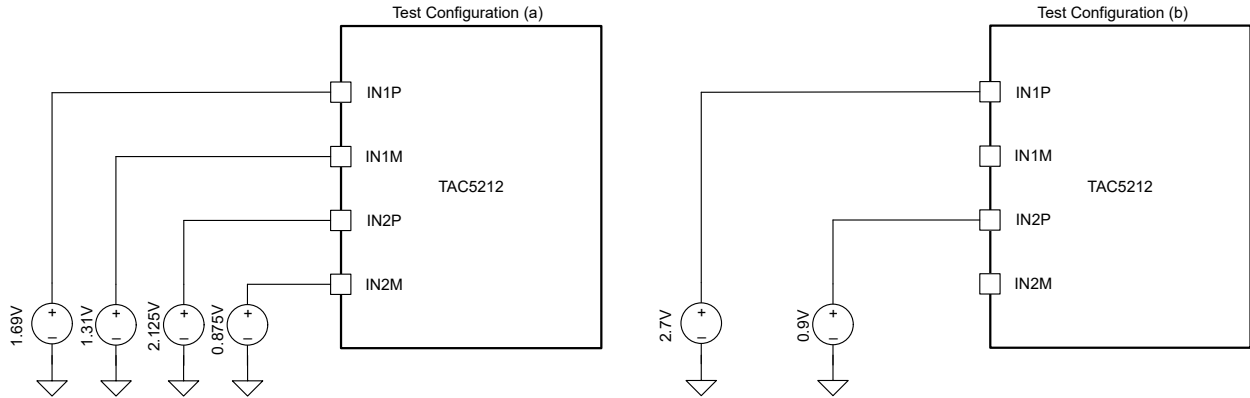 Test Configuration (a)
IN1P
IN1M
TAC5212
IN2P
IN2M
1.69V
1.31V
2.125V
0.875V
+
−
+
−
+
−
+
−
Test Configuration (b)
IN1P
IN1M
TAC5212
IN2P
IN2M
2.7V
0.9V
+
−
+
−